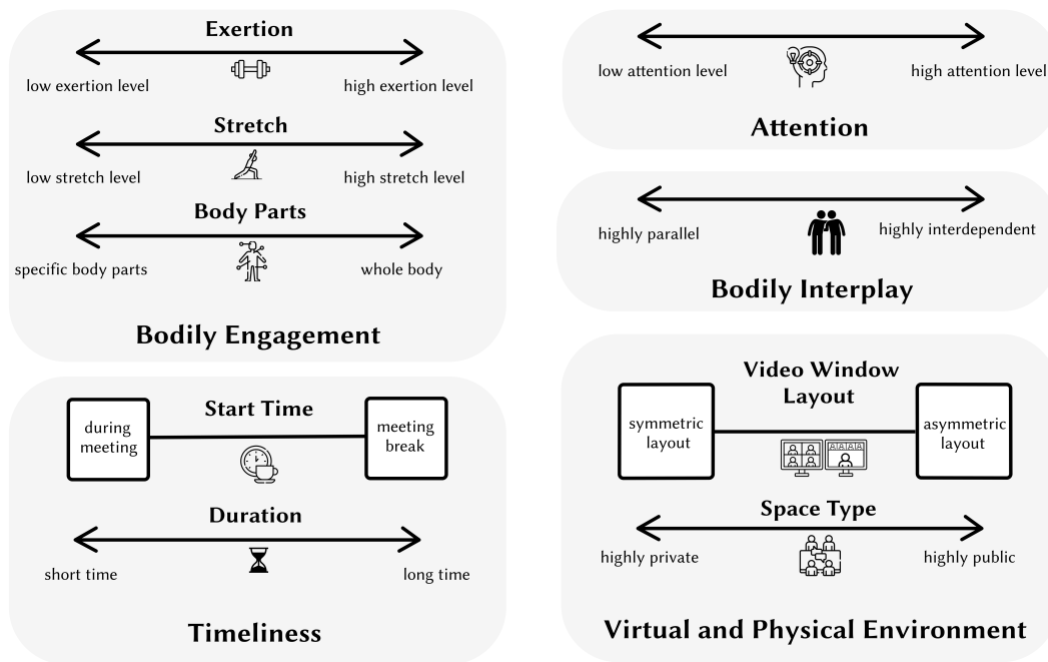 Exertion
low exertion level
high exertion level
Stretch
low stretch level
high stretch level
Body Parts
specific body parts
whole body
Bodily Engagement
low attention level
high attention level
Attention
highly parallel
highly interdependent
Bodily Interplay
during
meeting
Start Time
meeting
break
Duration
short time
long time
Timeliness
Video Window
Layout
symmetric
layout
asymmetric
layout
Space Type
highly private
highly public
Virtual and Physical Environment